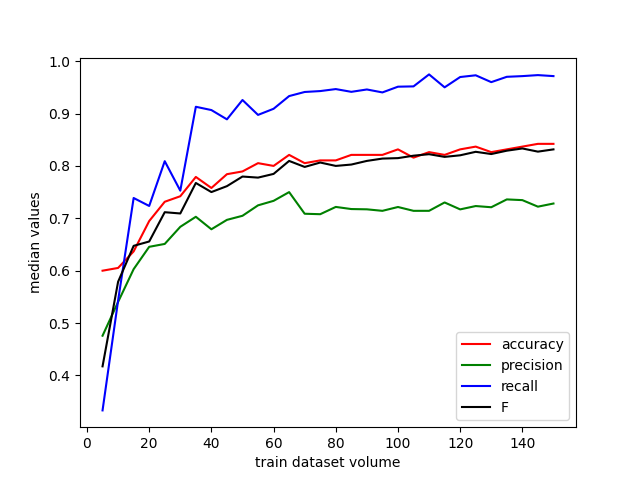 1.0
0.9
0.8
0.7
0.6
0.5
0.4
median values
0 20 40 60 80 100 120 140
train dataset volume
accuracy
precision
recall
F